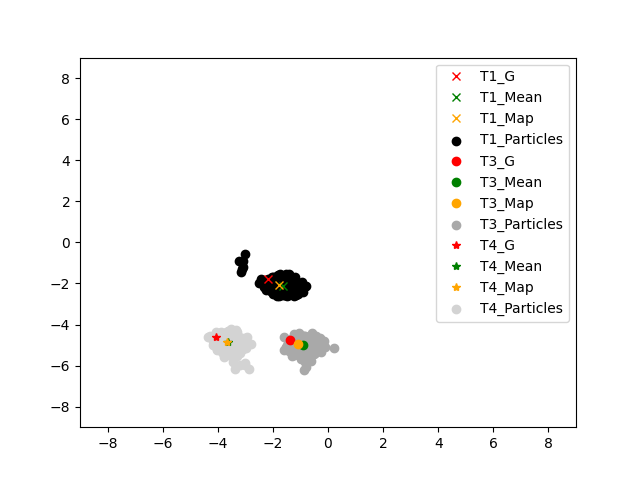 8
6
4
2
0
−2
−4
−6
−8
−8
−6
−4
−2
0
2
4
6
8
T1_G
T1_Mean
T1_Map
T1_Particles
T3_G
T3_Mean
T3_Map
T3_Particles
T4_G
T4_Mean
T4_Map
T4_Particles